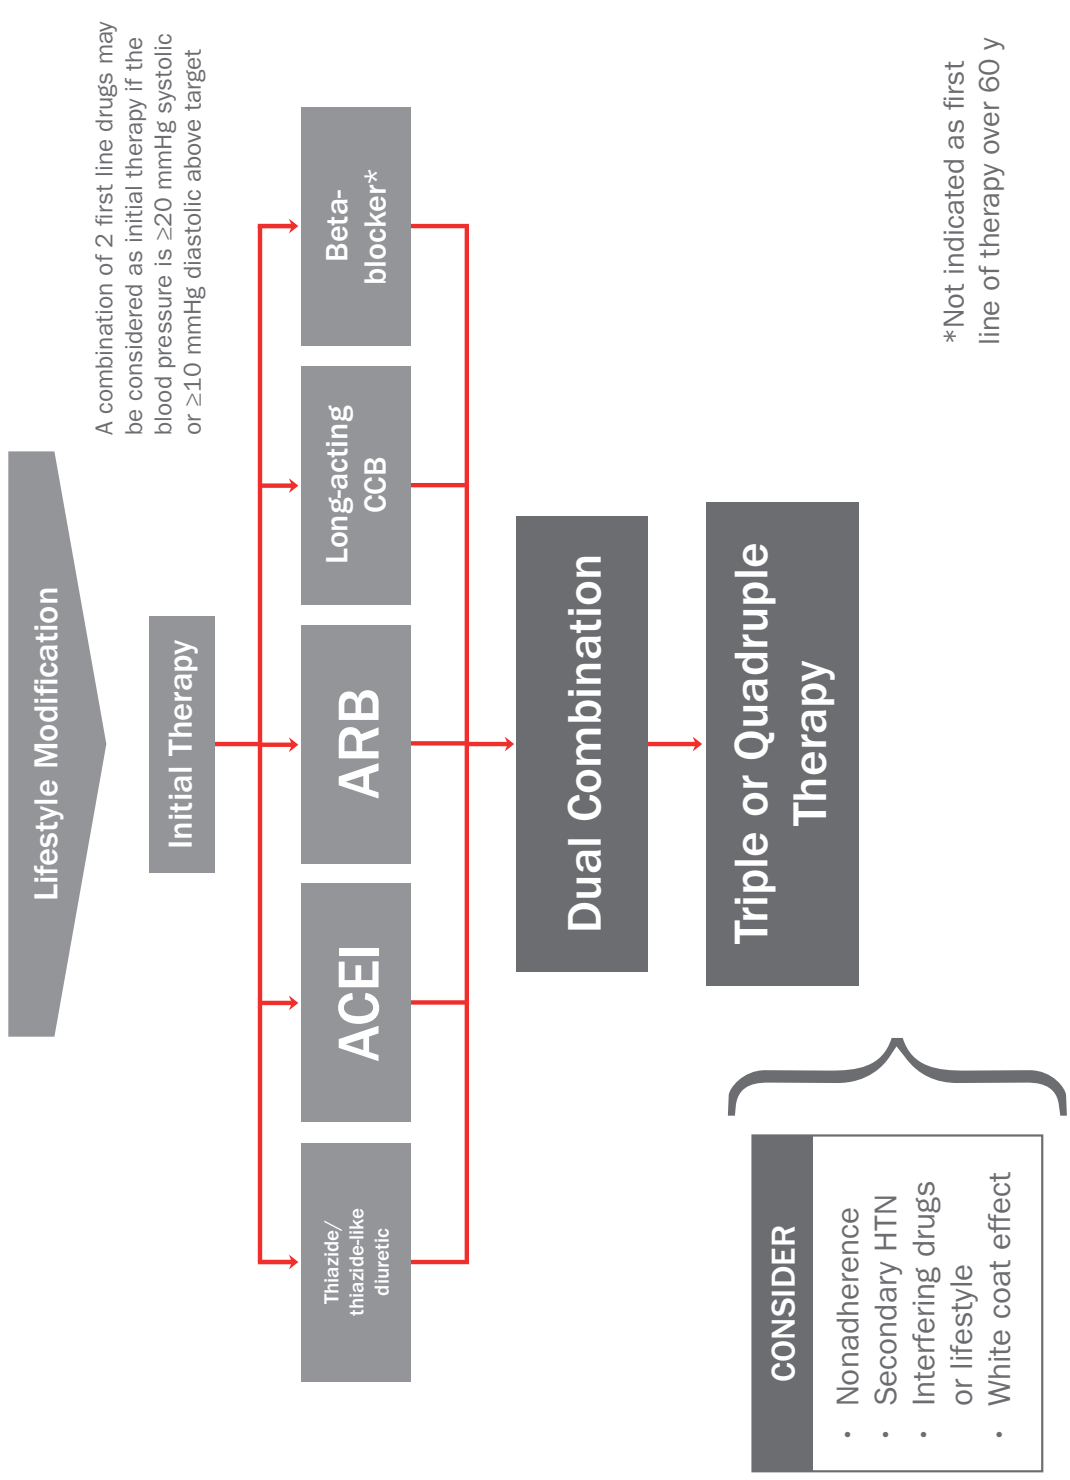 Lifestyle Modification
A combination of 2 first line drugs may
be considered as initial therapy if the
blood pressure is ≥20 mmHg systolic
or ≥10 mmHg diastolic above target
Initial Therapy
Thiazide/
thiazide-like
diuretic
ACEI
ARB
Long-acting
CCB
Beta-
blocker*
Dual Combination
Triple or Quadruple
Therapy
CONSIDER
• Nonadherence
• Secondary HTN
• Interfering drugs
or lifestyle
• White coat effect
*Not indicated as first
line of therapy over 60 y